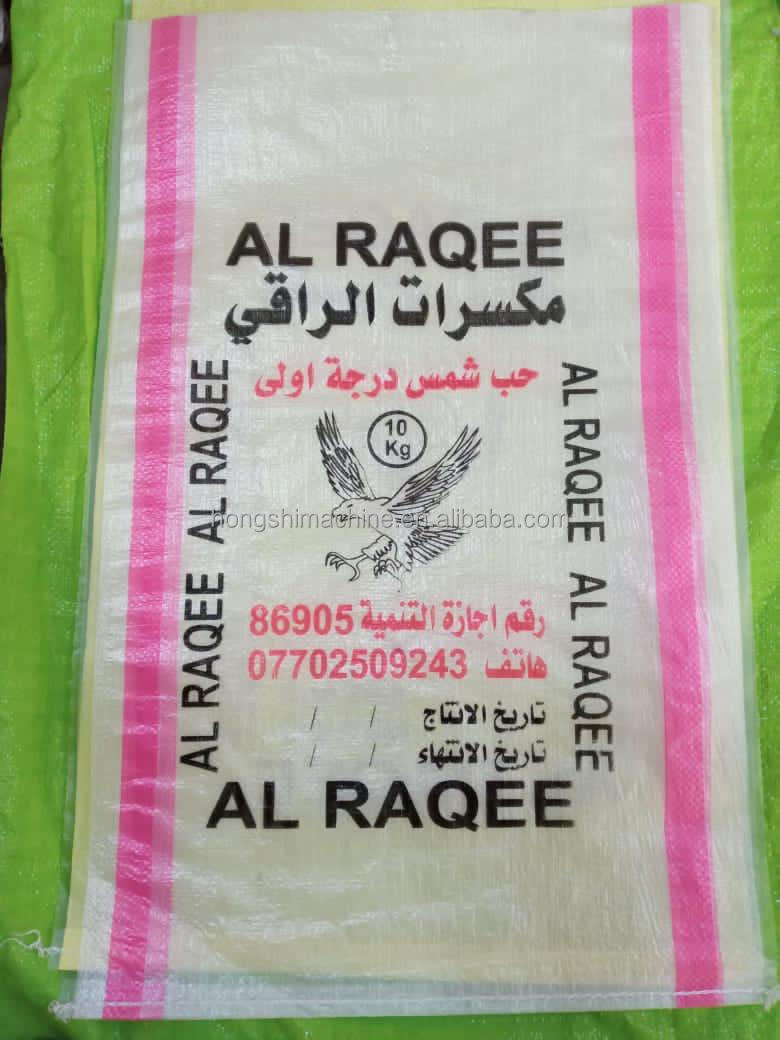 AL RAQEE
مكسرات الراقي
حب شمس درجة اولى
10
Kg
AL RAQEE AL RAQEE
AL RAQEE AL RAQEE
hongshimachine.en.alibaba.com
رقم اجازة التنمية 86905
هاتف 07702509243
تاريخ الانتاج / /
تاريخ الانتهاء / /
AL RAQEE